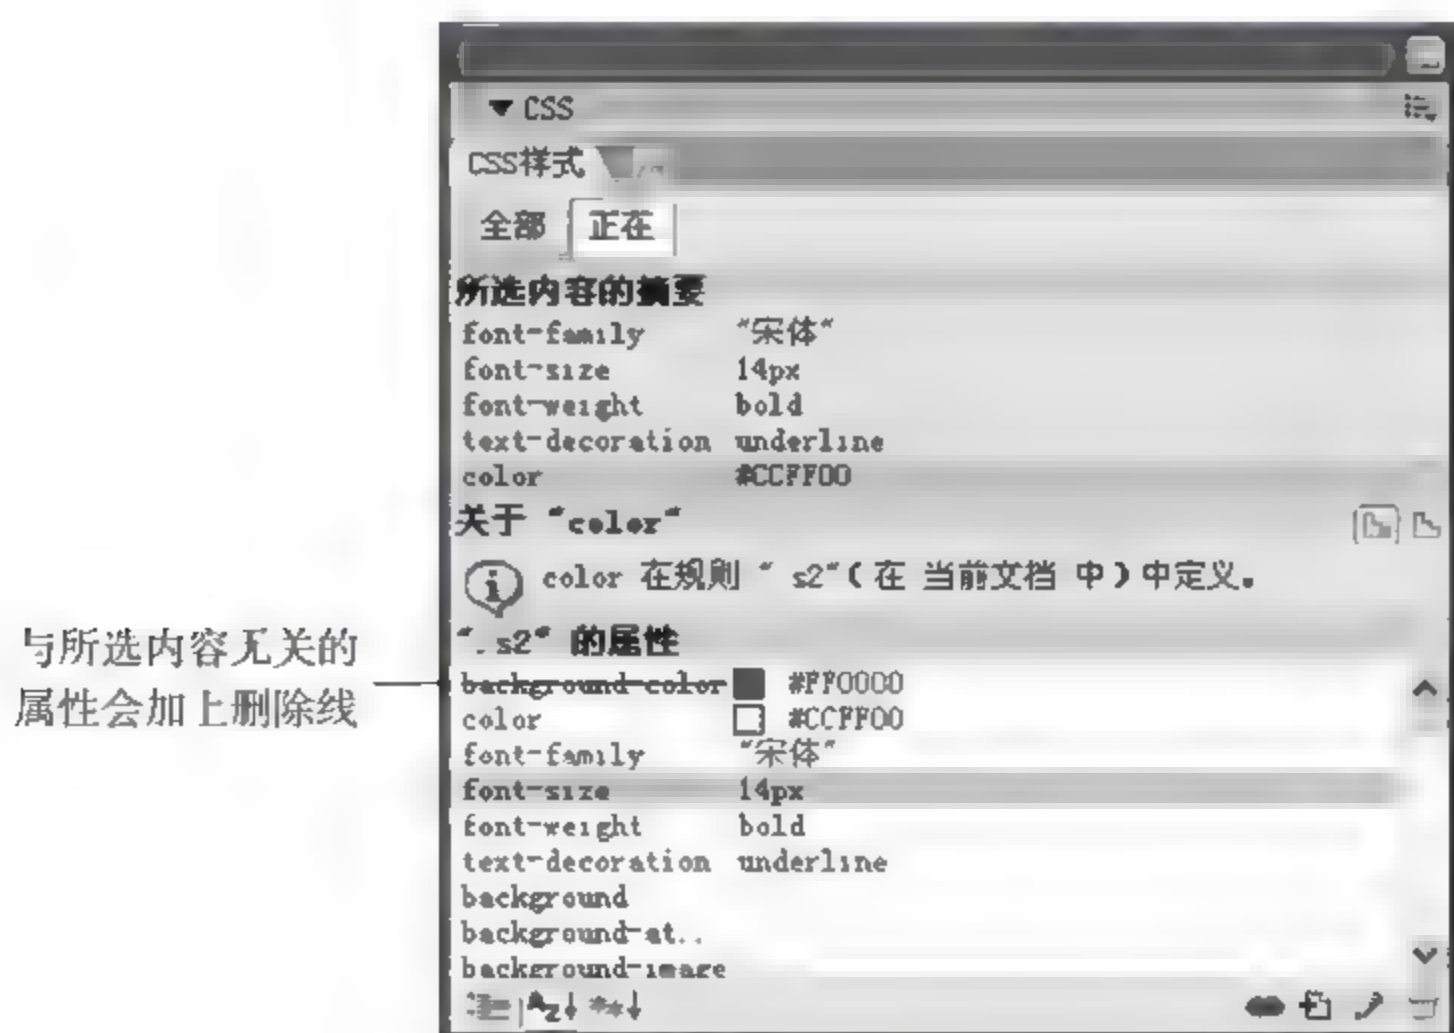 CSS
CSS样式
全部 正在
所选内容的摘要
font-family "宋体"
font-size 14px
font-weight bold
text-decoration underline
color #CCFF00
关于 "color"
color 在规则 " s2"( 在 当前文档 中 ) 中定义。
".s2" 的属性
与所选内容无关的
属性会加上删除线
background-color #FF0000
color #CCFF00
font-family "宋体"
font-size 14px
font-weight bold
text-decoration underline
background
background-at..
background-image